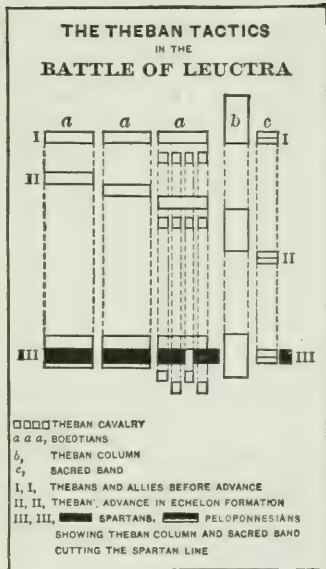 THE THEBAN TACTICS
IN THE
BATTLE OF LEUCTRA
a a a b c
I I
II
II
III III
THEBAN CAVALRY
a a a, BOEOTIANS
b, THEBAN COLUMN
c, SACRED BAND
I, I, THEBANS AND ALLIES BEFORE ADVANCE
II, II, THEBAN' ADVANCE IN ECHELON FORMATION
III, III, SPARTANS, PELOPONNESIANS
SHOWING THEBAN COLUMN AND SACRED BAND
CUTTING THE SPARTAN LINE